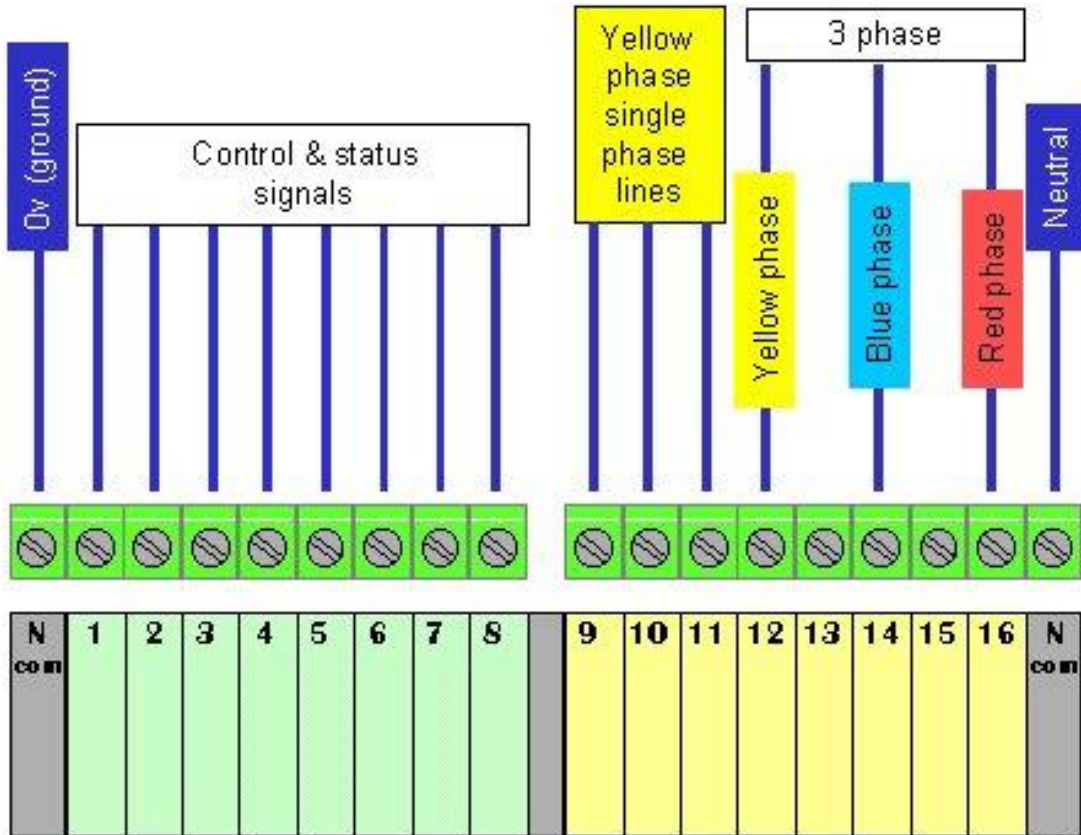 0v (ground)
Control & status
signals
Yellow
phase
single
phase
lines
3 phase
Yellow phase
Blue phase
Red phase
Neutral
N
com
1
2
3
4
5
6
7
8
9
10
11
12
13
14
15
16
N
com